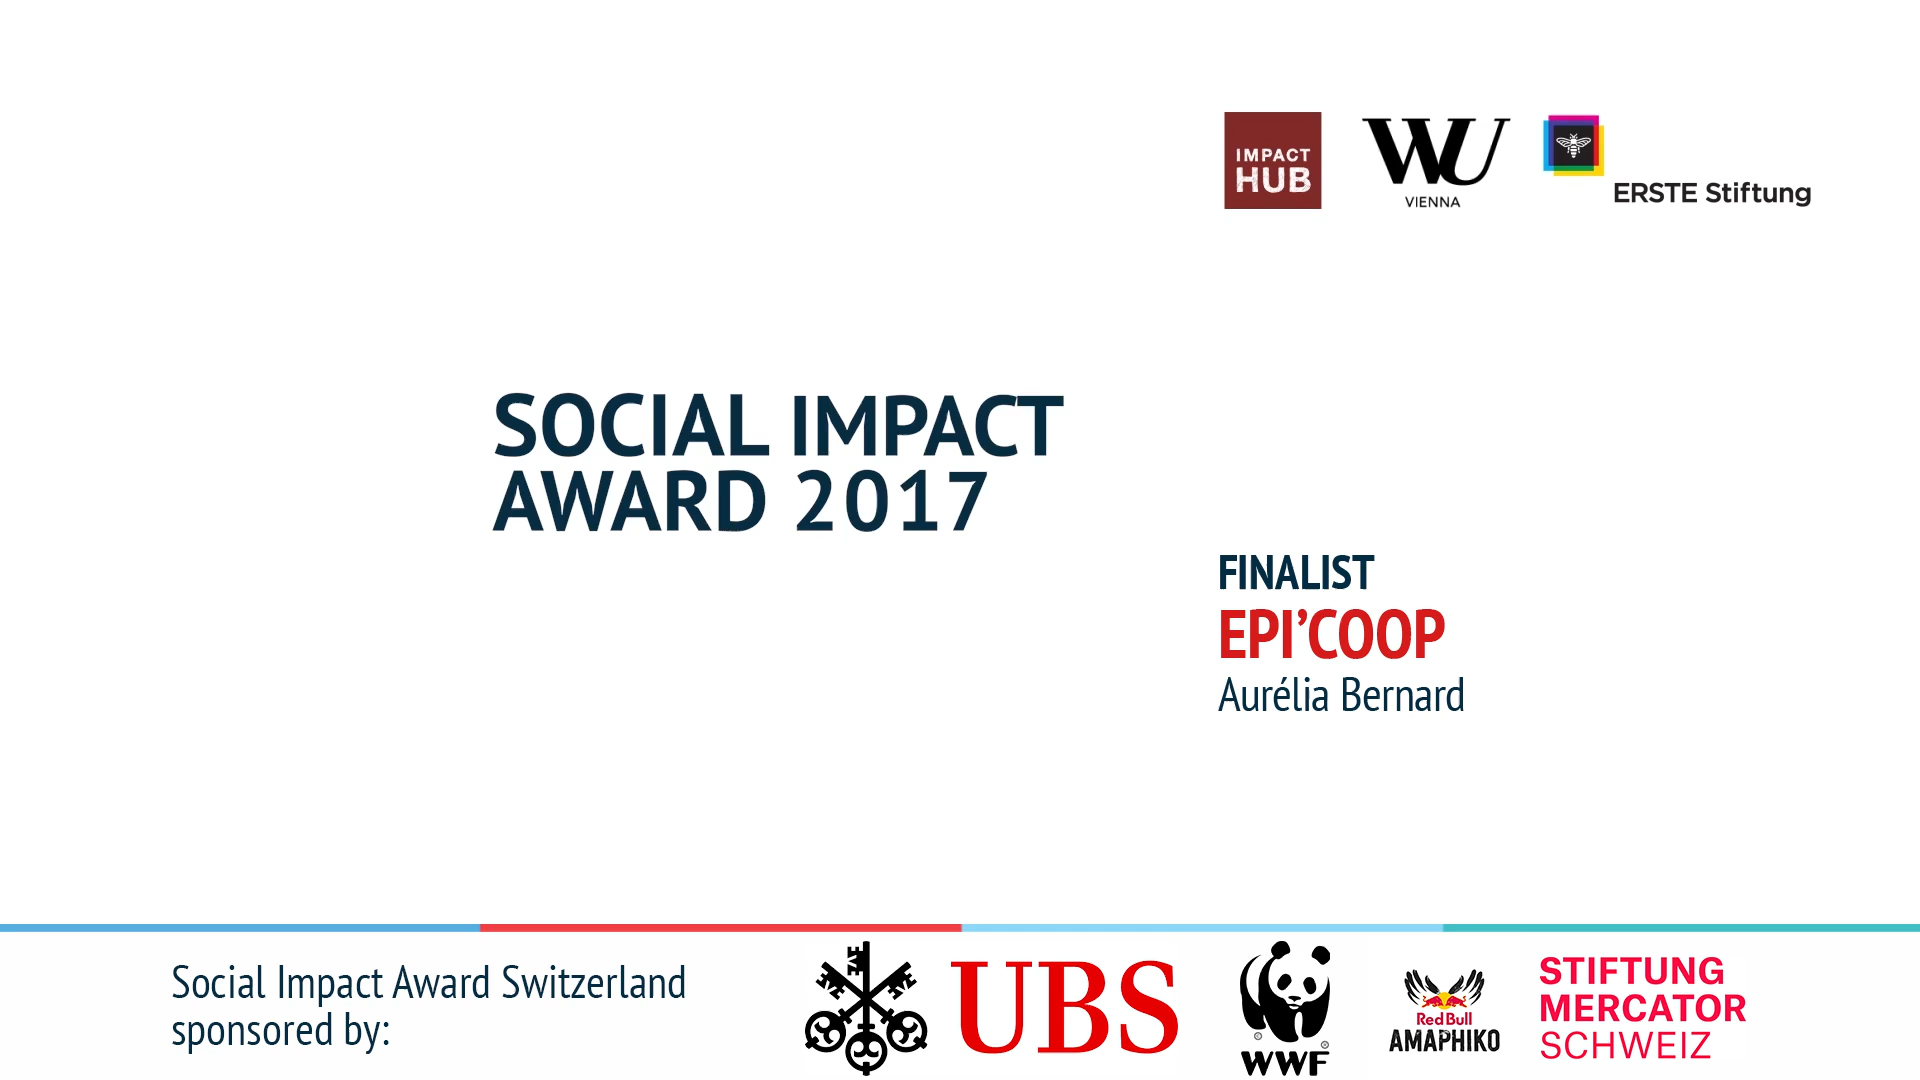 IMPACT
HUB
WU
VIENNA
ERSTE Stiftung
SOCIAL IMPACT
AWARD 2017
FINALIST
EPI’COOP
Aurélia Bernard
Social Impact Award Switzerland
sponsored by:
UBS
WWF
Red Bull
AMAPHIKO
STIFTUNG
MERCATOR
SCHWEIZ